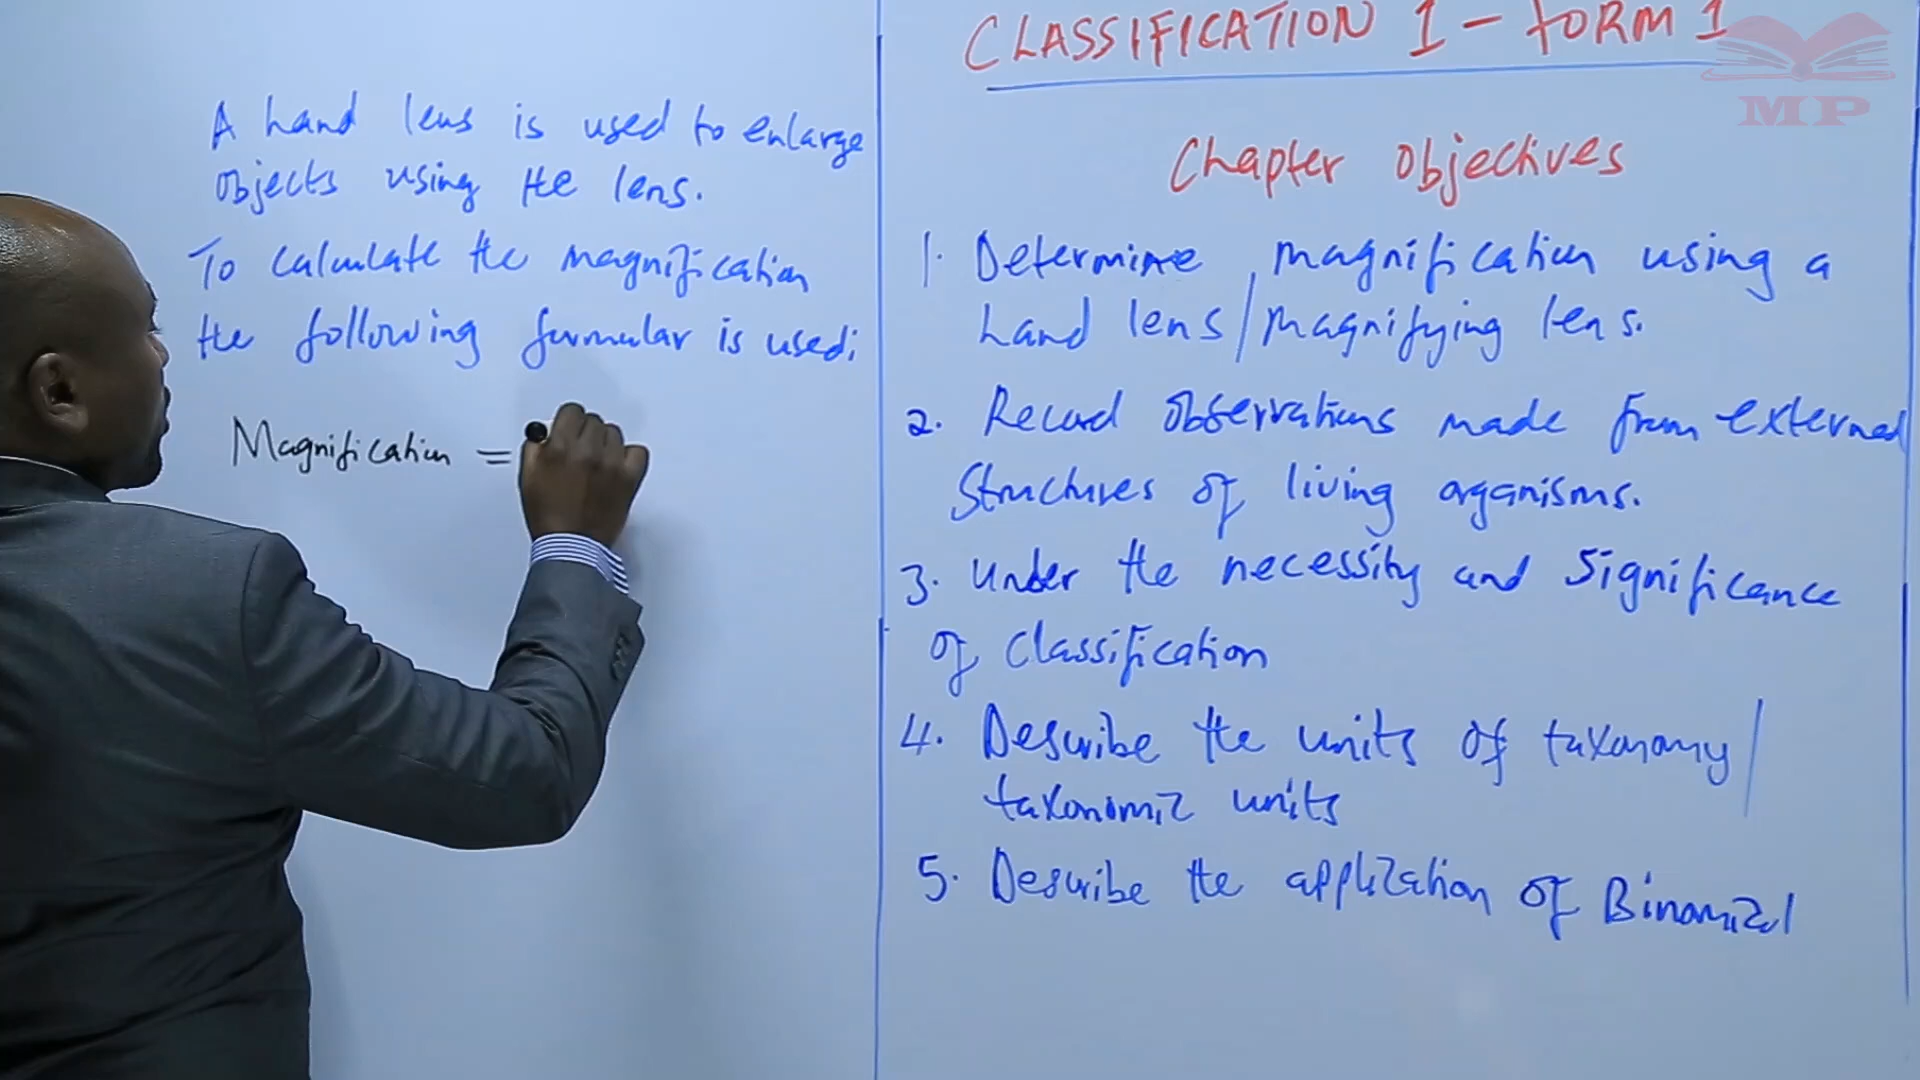 A hand lens is used to enlarge
objects using the lens.
To calculate the magnification
the following formular is used:
Magnification =
CLASSIFICATION 1 - FORM 1
MP
Chapter objectives
1. Determine magnification using a
hand lens/magnifying lens.
2. Record observations made from external
structures of living organisms.
3. Under the necessity and significance
of classification
4. Describe the units of taxonomy/
taxonomic units
5. Describe the application of Binomial